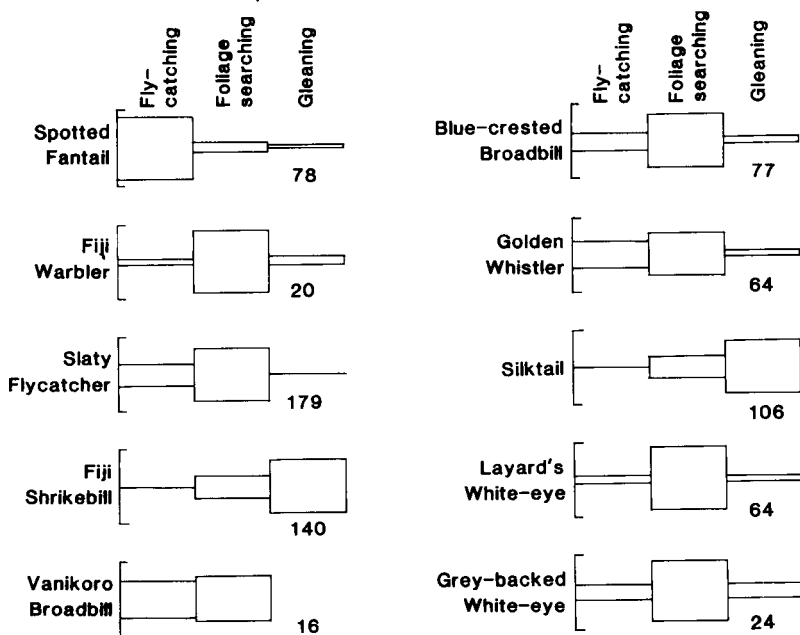 Fly-
catching
Foliage
searching
Gleaning
Spotted
Fantail
78
Fiji
Warbler
20
Slaty
Flycatcher
179
Fiji
Shrikebill
140
Vanikoro
Broadbill
16
Fly-
catching
Foliage
searching
Gleaning
Blue-crested
Broadbill
77
Golden
Whistler
64
Silktail
106
Layard's
White-eye
64
Grey-backed
White-eye
24